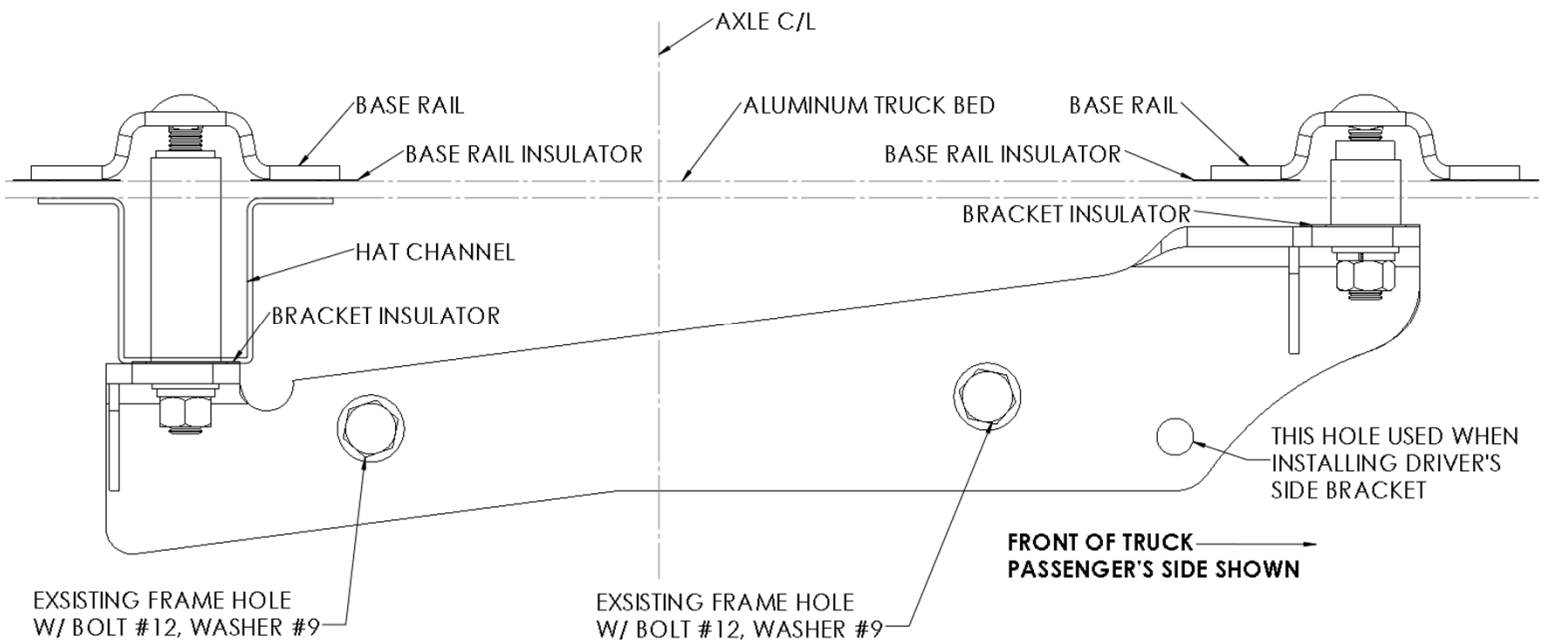 AXLE C/L
BASE RAIL
ALUMINUM TRUCK BED
BASE RAIL
BASE RAIL INSULATOR
BASE RAIL INSULATOR
BRACKET INSULATOR
HAT CHANNEL
BRACKET INSULATOR
THIS HOLE USED WHEN
INSTALLING DRIVER'S
SIDE BRACKET
FRONT OF TRUCK
PASSENGER'S SIDE SHOWN
EXSISTING FRAME HOLE
W/ BOLT #12, WASHER #9
EXSISTING FRAME HOLE
W/ BOLT #12, WASHER #9